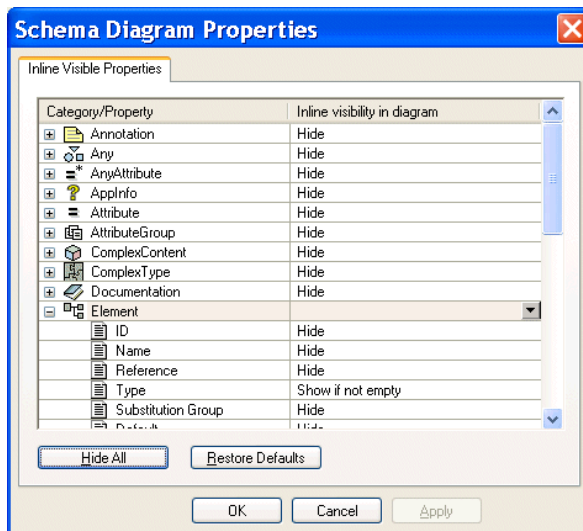 Schema Diagram Properties
Inline Visible Properties
Category/Property Inline visibility in diagram
Annotation Hide
Any Hide
AnyAttribute Hide
AppInfo Hide
Attribute Hide
AttributeGroup Hide
ComplexContent Hide
ComplexType Hide
Documentation Hide
Element
ID Hide
Name Hide
Reference Hide
Type Show if not empty
Substitution Group Hide
Default Hide
Hide All Restore Defaults
OK Cancel Apply